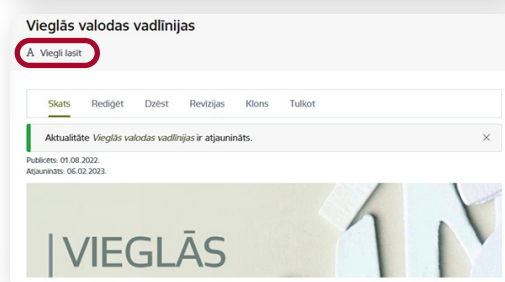 Vieglās valodas vadlīnijas
A Viegli lasīt
Skats Rediģēt Dzēst Revīzijas Klons Tulkot
Aktualitāte Vieglās valodas vadlīnijas ir atjaunināts.
Publicēts: 01.08.2022.
Atjaunināts: 06.02.2023.
VIEGLĀS